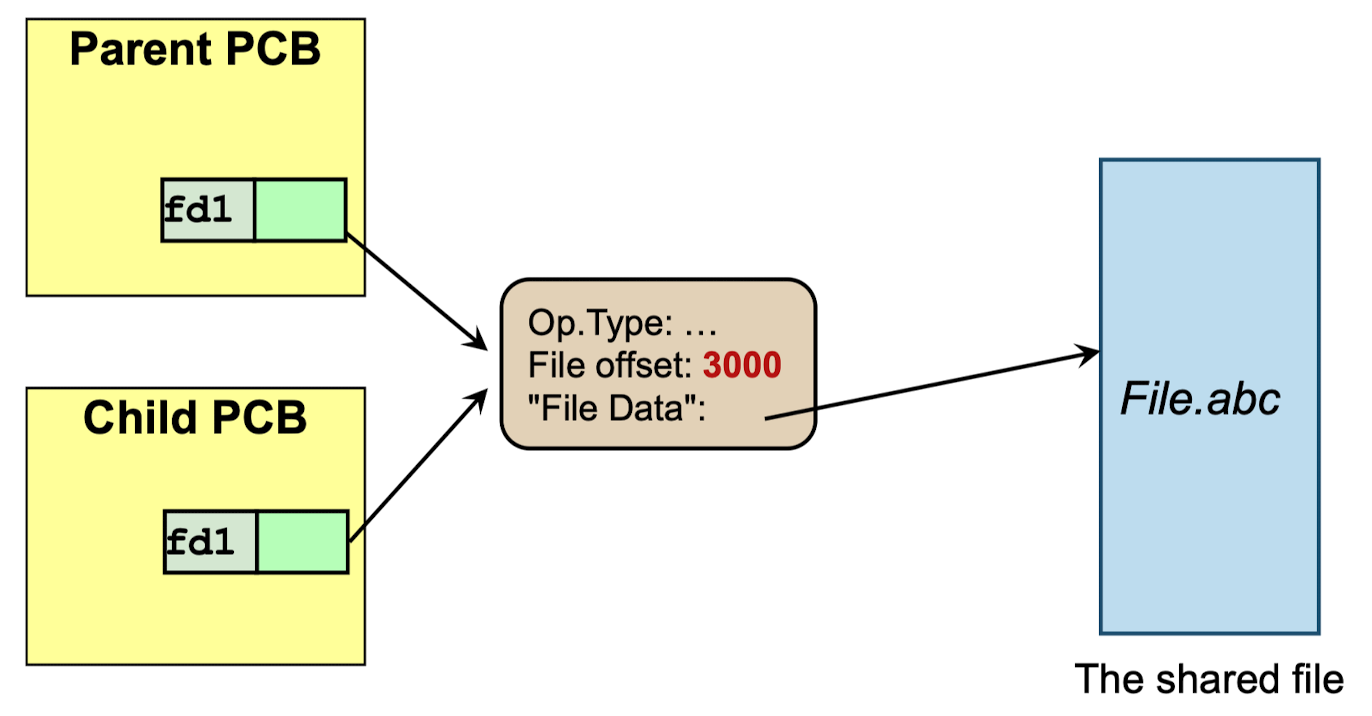 Parent PCB
fd1
Child PCB
fd1
Op.Type: …
File offset: 3000
"File Data":
File.abc
The shared file